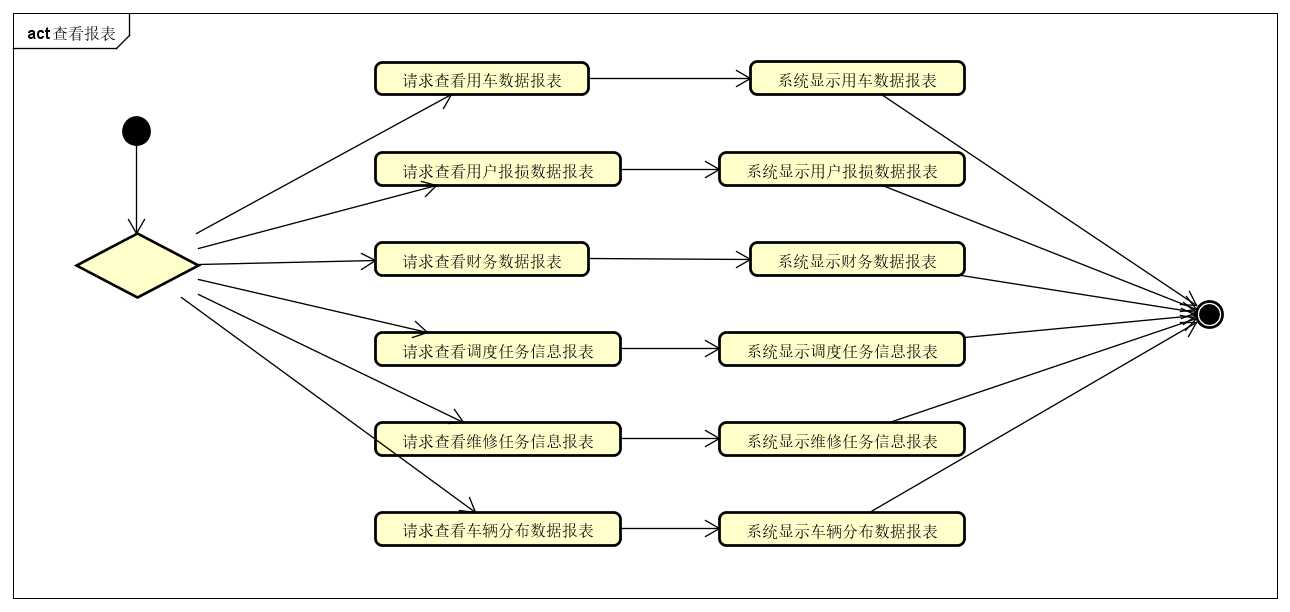 act 查看报表
请求查看用车数据报表
系统显示用车数据报表
请求查看用户报损数据报表
系统显示用户报损数据报表
请求查看财务数据报表
系统显示财务数据报表
请求查看调度任务信息报表
系统显示调度任务信息报表
请求查看维修任务信息报表
系统显示维修任务信息报表
请求查看车辆分布数据报表
系统显示车辆分布数据报表